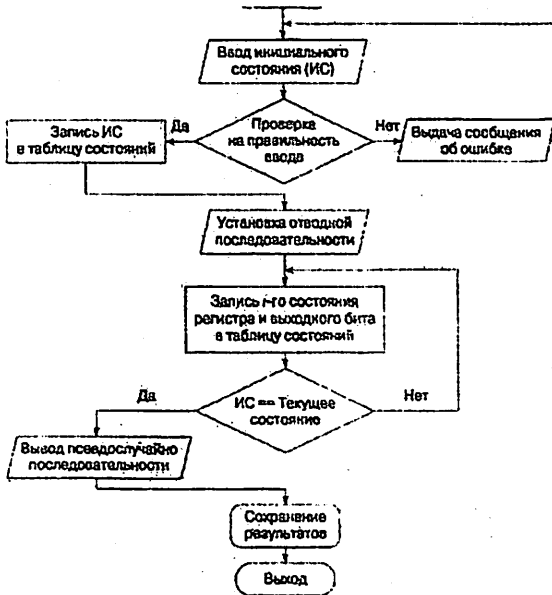 Ввод инициального
состояния (ИС)
Проверка
на правильность
ввода
Да
Нет
Запись ИС
в таблицу состояний
Выдача сообщения
об ошибке
Установка отводной
последовательности
Запись i-го состояния
регистра и выходного бита
в таблицу состояний
ИС == Текущее
состояние
Да
Нет
Вывод псевдослучайно
последовательности
Сохранение
результатов
Выход